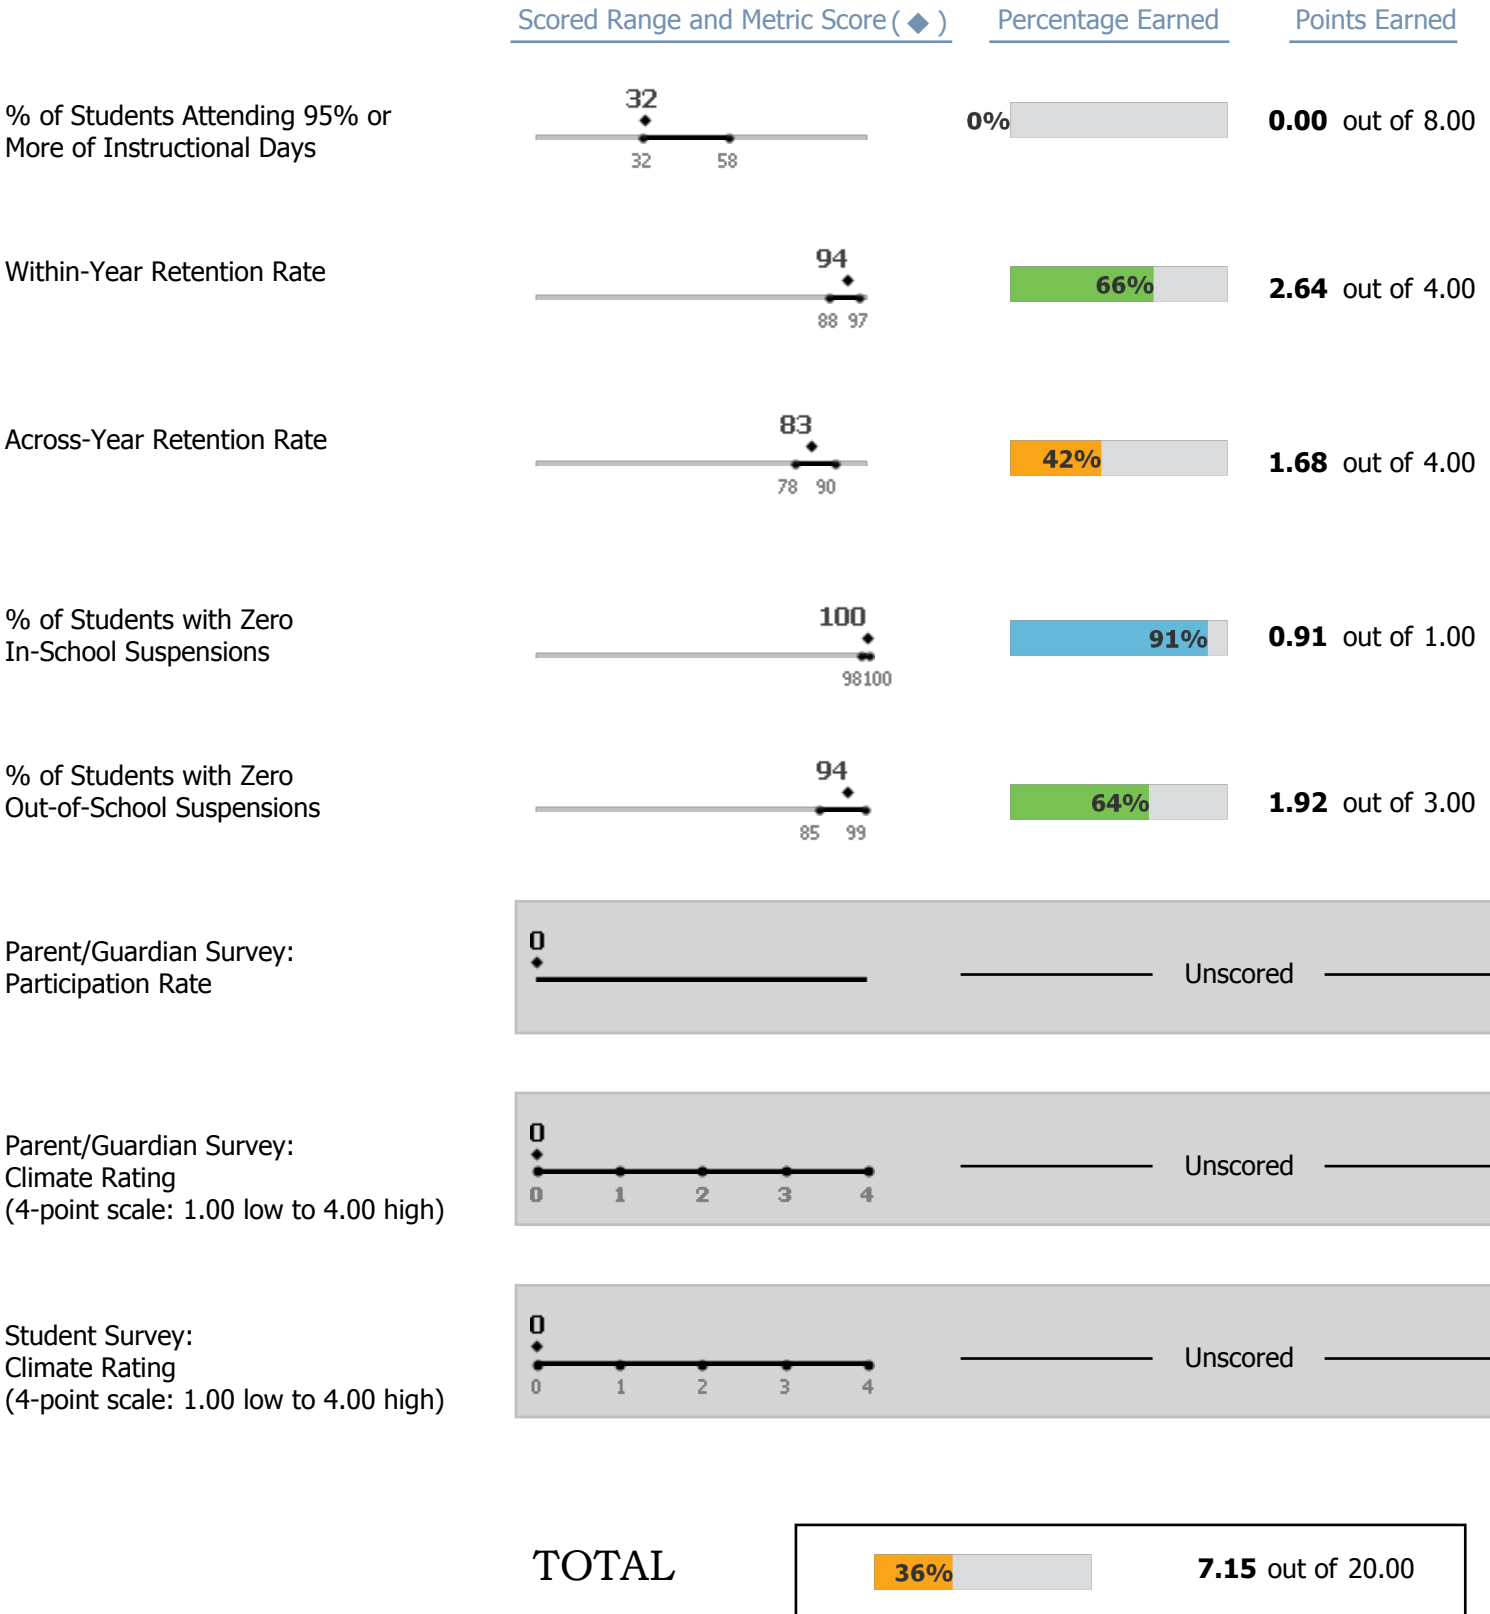 Scored Range and Metric Score ( ◆ ) Percentage Earned Points Earned
% of Students Attending 95% or
More of Instructional Days
32
32 58
0%
0.00 out of 8.00
Within-Year Retention Rate
94
88 97
66%
2.64 out of 4.00
Across-Year Retention Rate
83
78 90
42%
1.68 out of 4.00
% of Students with Zero
In-School Suspensions
100
98 100
91%
0.91 out of 1.00
% of Students with Zero
Out-of-School Suspensions
94
85 99
64%
1.92 out of 3.00
Parent/Guardian Survey:
Participation Rate
0
Unscored
Parent/Guardian Survey:
Climate Rating
(4-point scale: 1.00 low to 4.00 high)
0
0 1 2 3 4
Unscored
Student Survey:
Climate Rating
(4-point scale: 1.00 low to 4.00 high)
0
0 1 2 3 4
Unscored
TOTAL
36%
7.15 out of 20.00